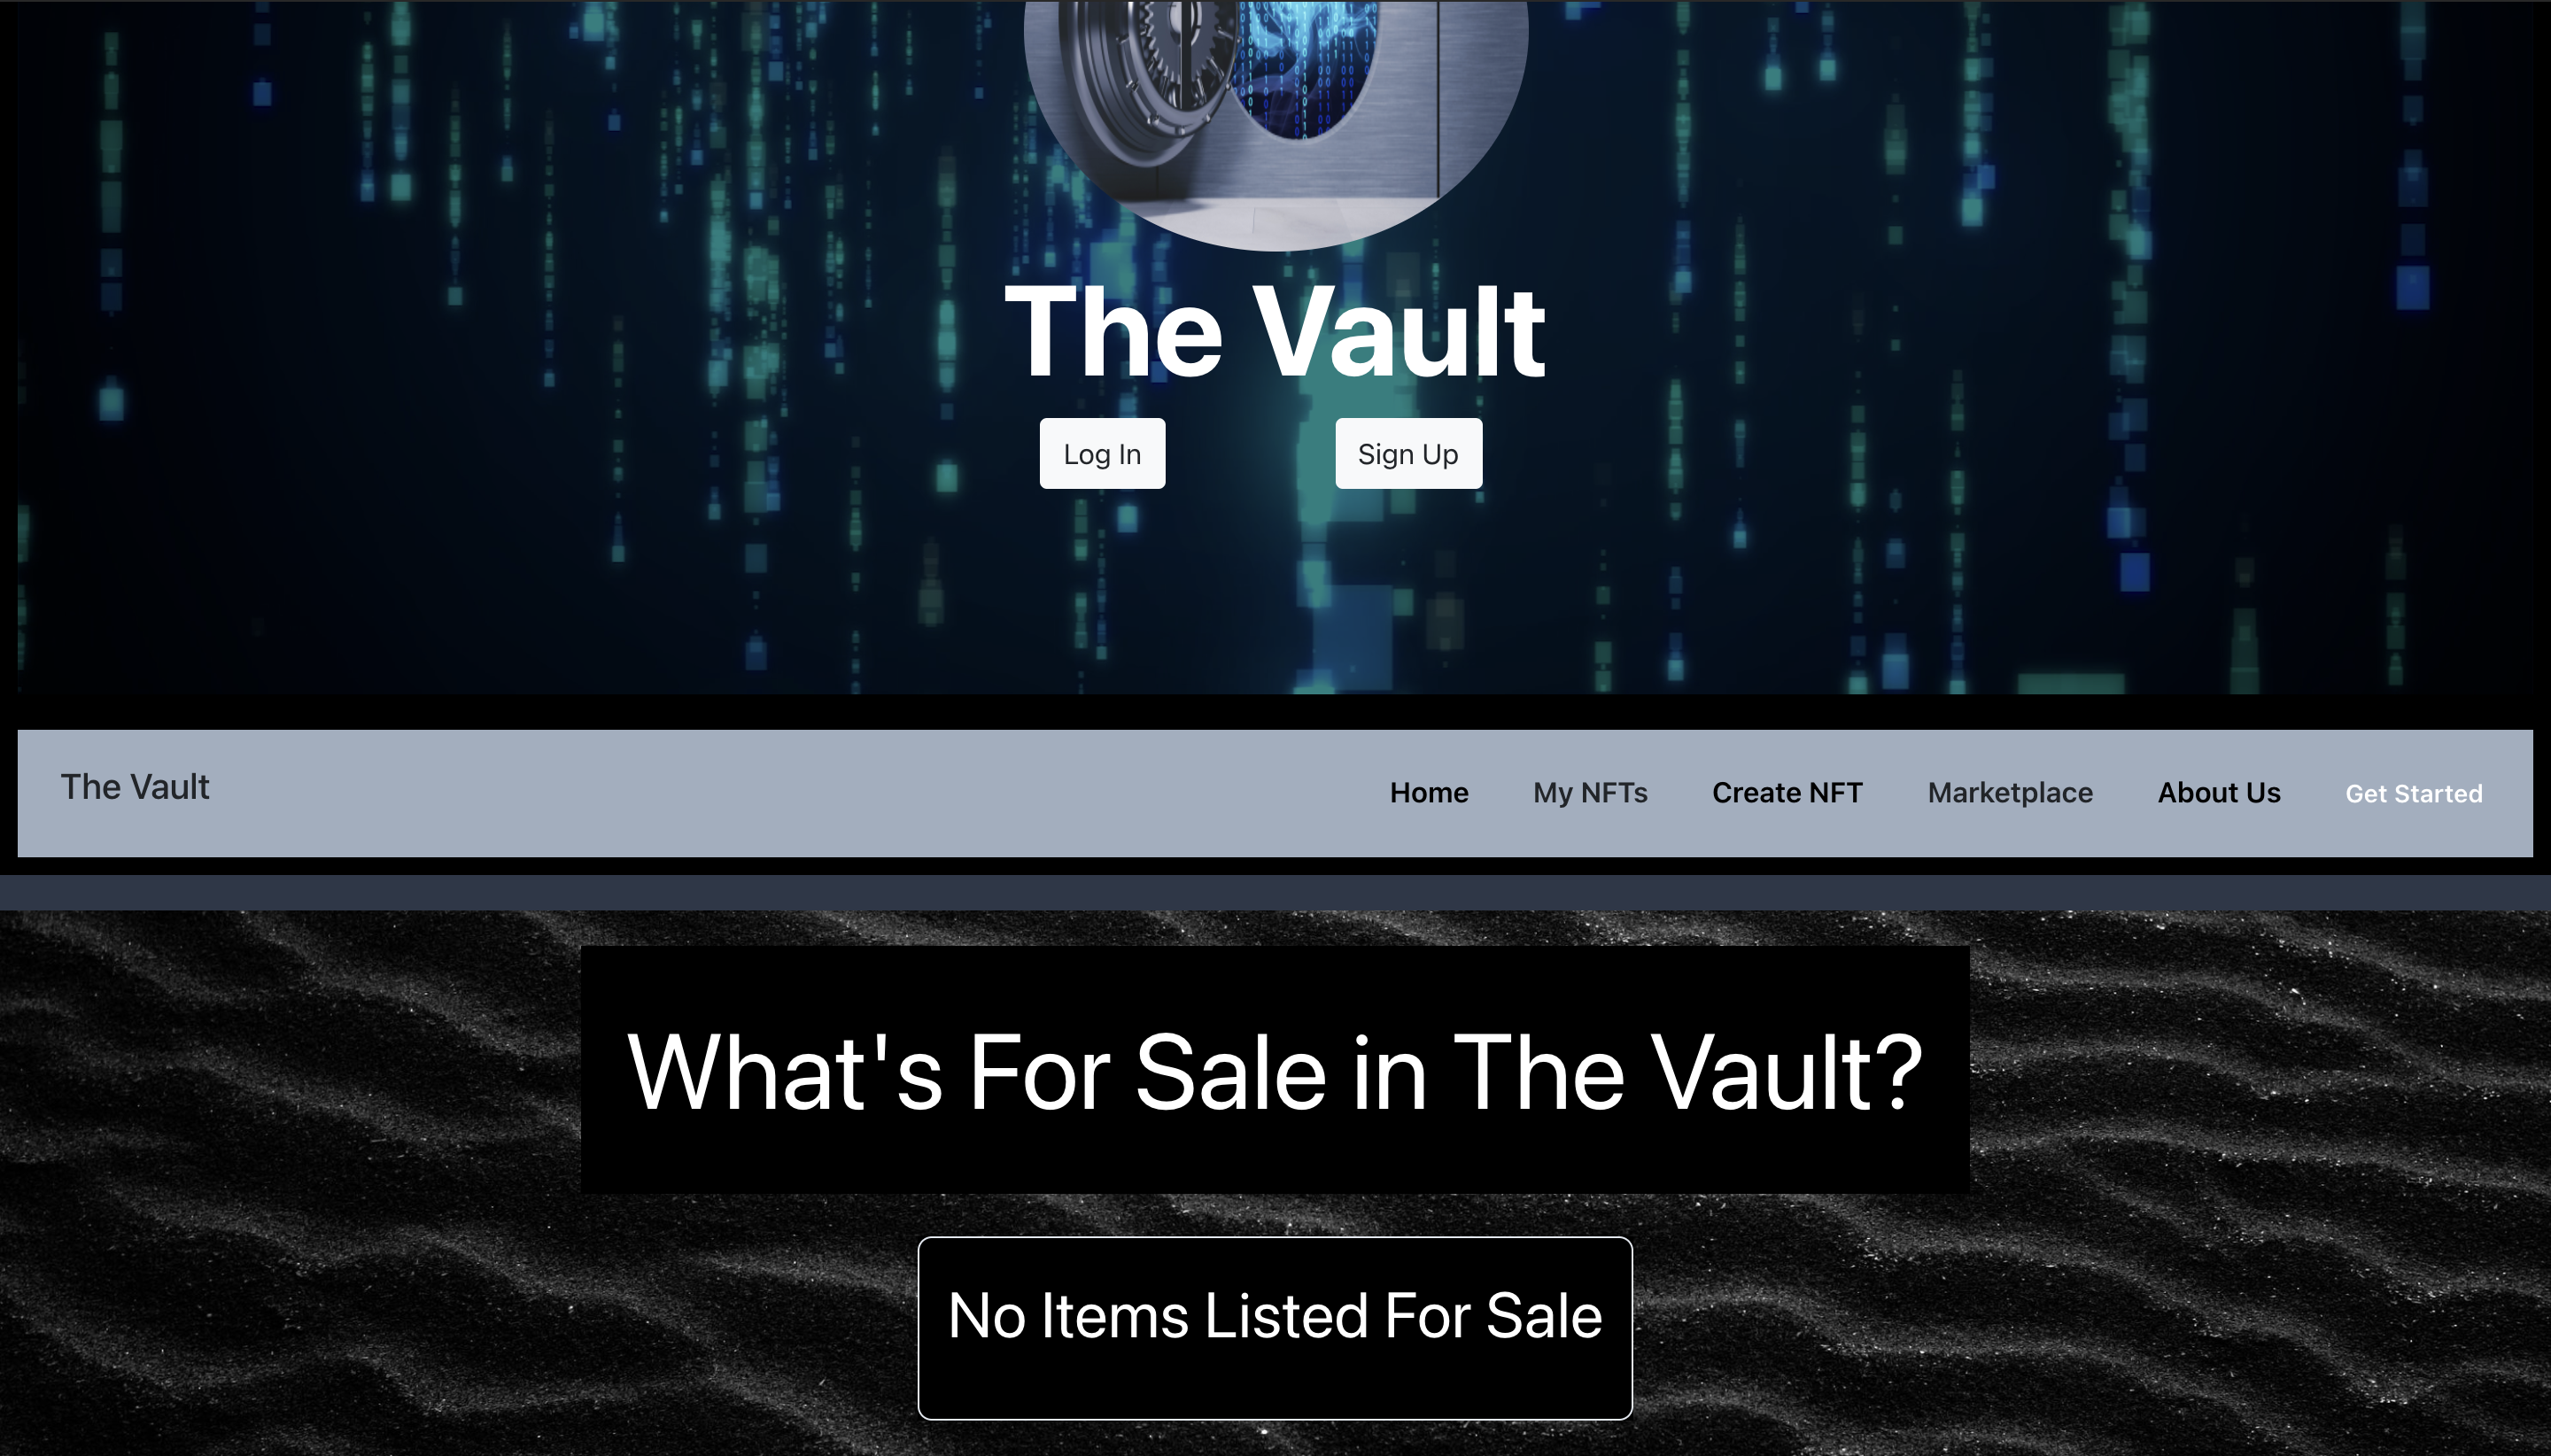 The Vault
Log In Sign Up
The Vault Home My NFTs Create NFT Marketplace About Us Get Started
What's For Sale in The Vault?
No Items Listed For Sale